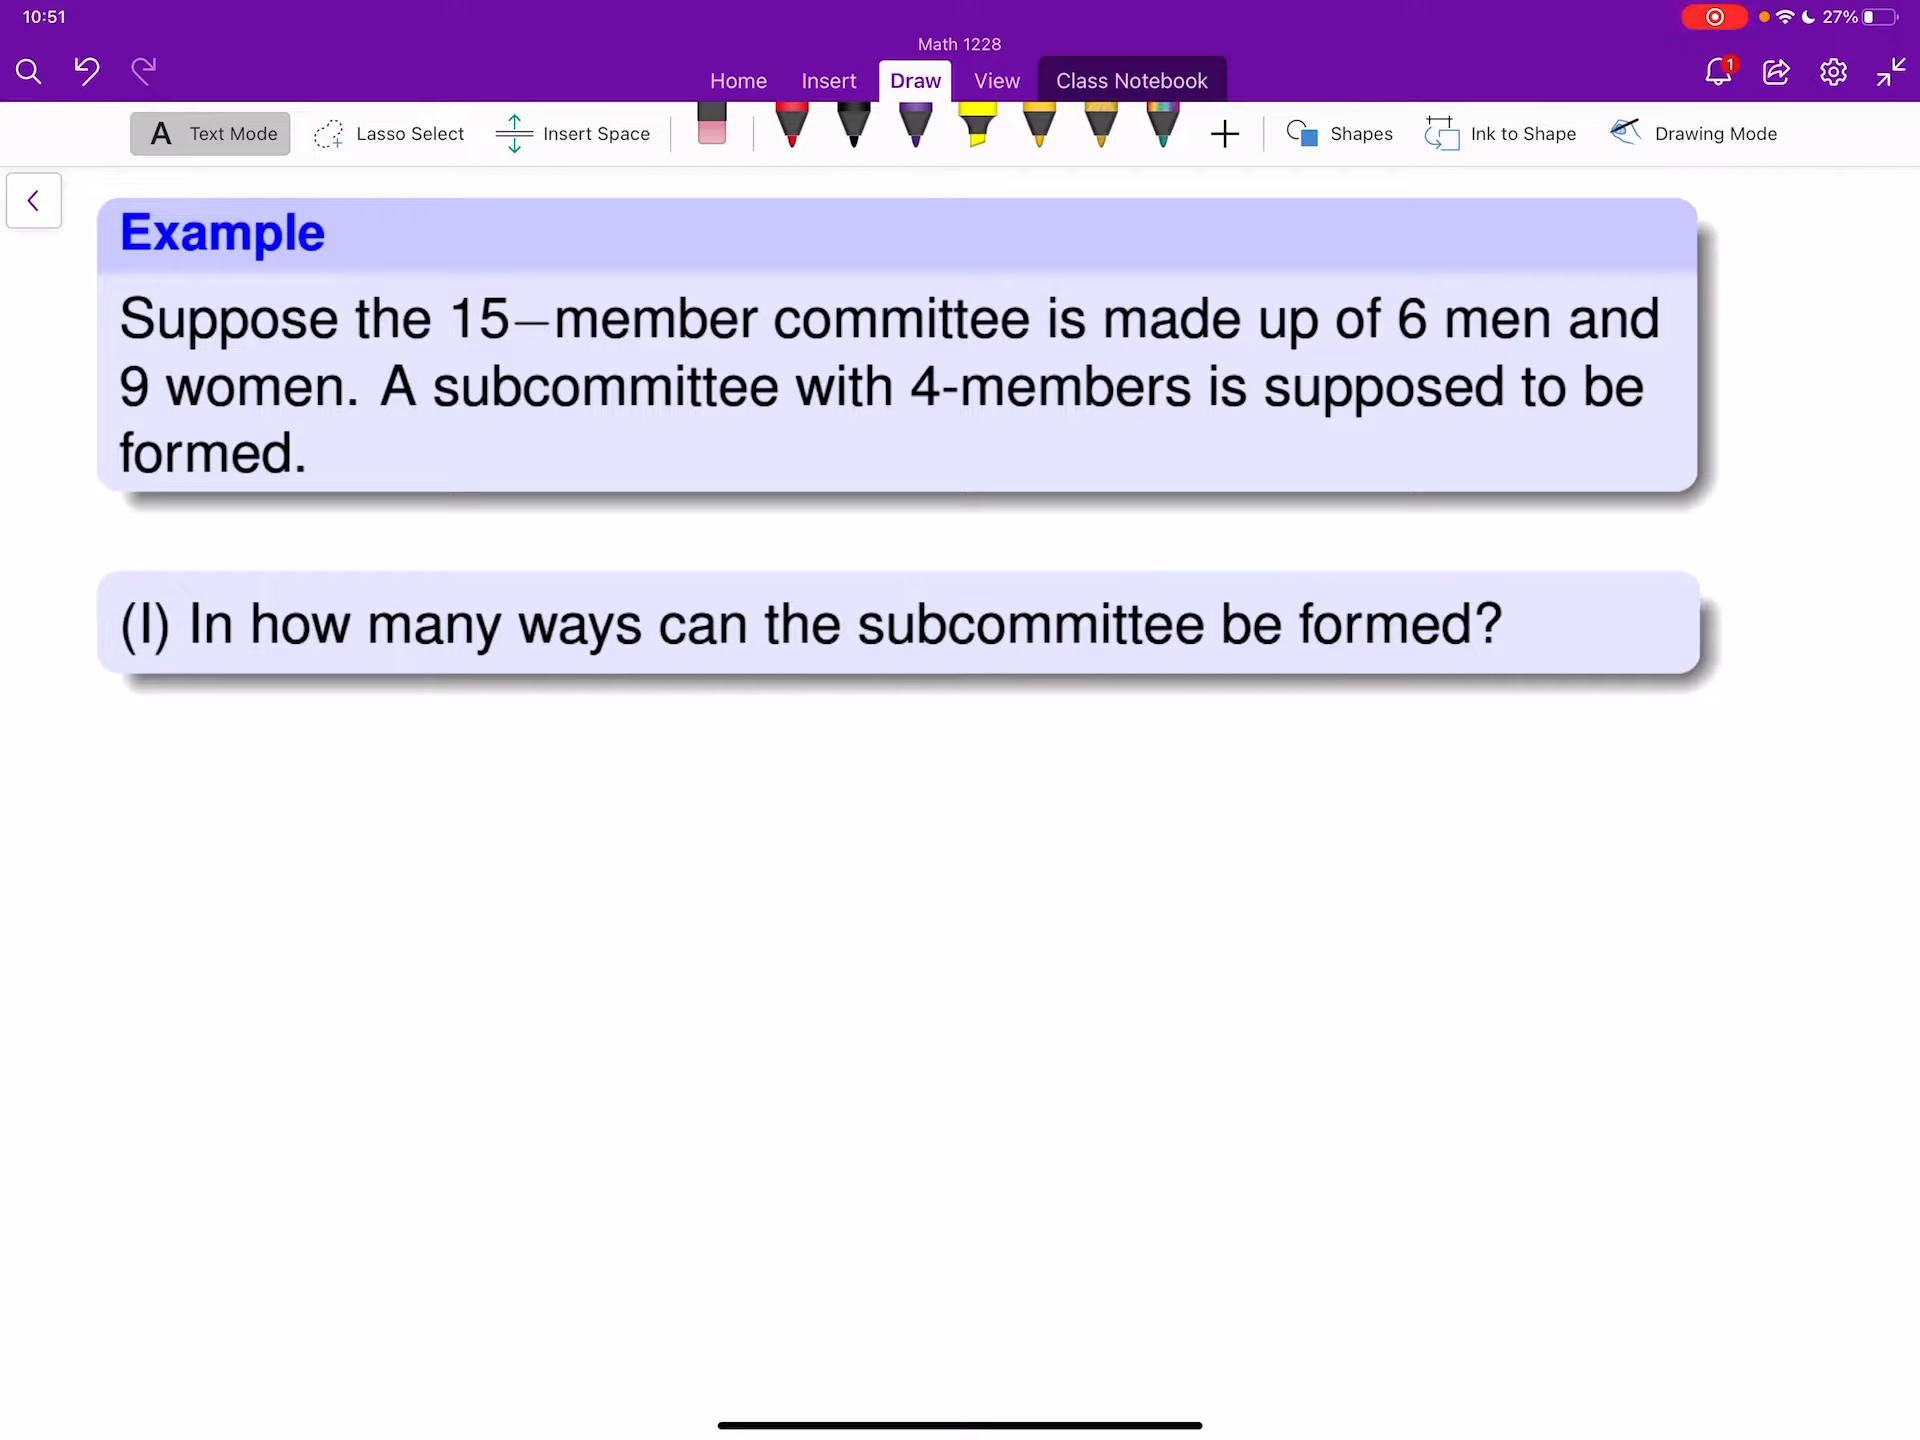 10:51
27%
Math 1228
Home Insert Draw View Class Notebook
1
A Text Mode Lasso Select Insert Space Shapes Ink to Shape Drawing Mode
Example
Suppose the 15−member committee is made up of 6 men and
9 women. A subcommittee with 4-members is supposed to be
formed.
(I) In how many ways can the subcommittee be formed?